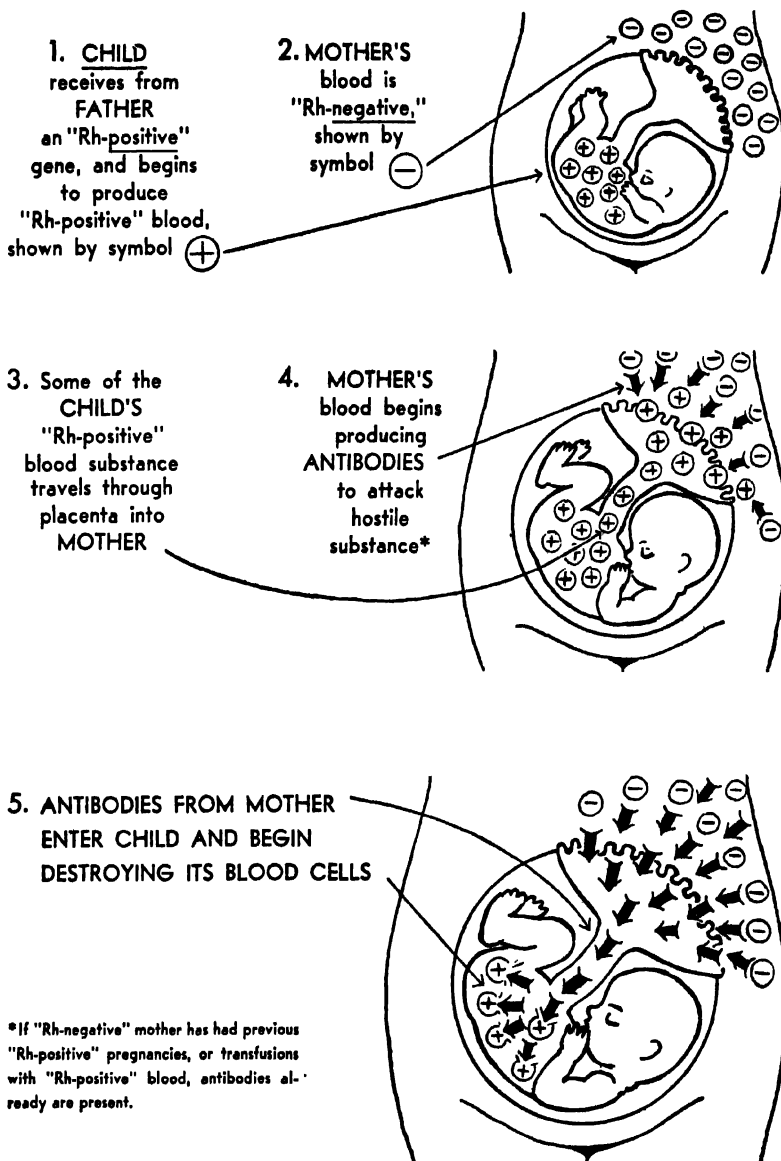 1. CHILD
receives from
FATHER
an "Rh-positive"
gene, and begins
to produce
"Rh-positive" blood,
shown by symbol ⊕
2. MOTHER'S
blood is
"Rh-negative,"
shown by
symbol ⊖
3. Some of the
CHILD'S
"Rh-positive"
blood substance
travels through
placenta into
MOTHER
4. MOTHER'S
blood begins
producing
ANTIBODIES
to attack
hostile
substance*
5. ANTIBODIES FROM MOTHER
ENTER CHILD AND BEGIN
DESTROYING ITS BLOOD CELLS
*If "Rh-negative" mother has had previous
"Rh-positive" pregnancies, or transfusions
with "Rh-positive" blood, antibodies al-
ready are present.